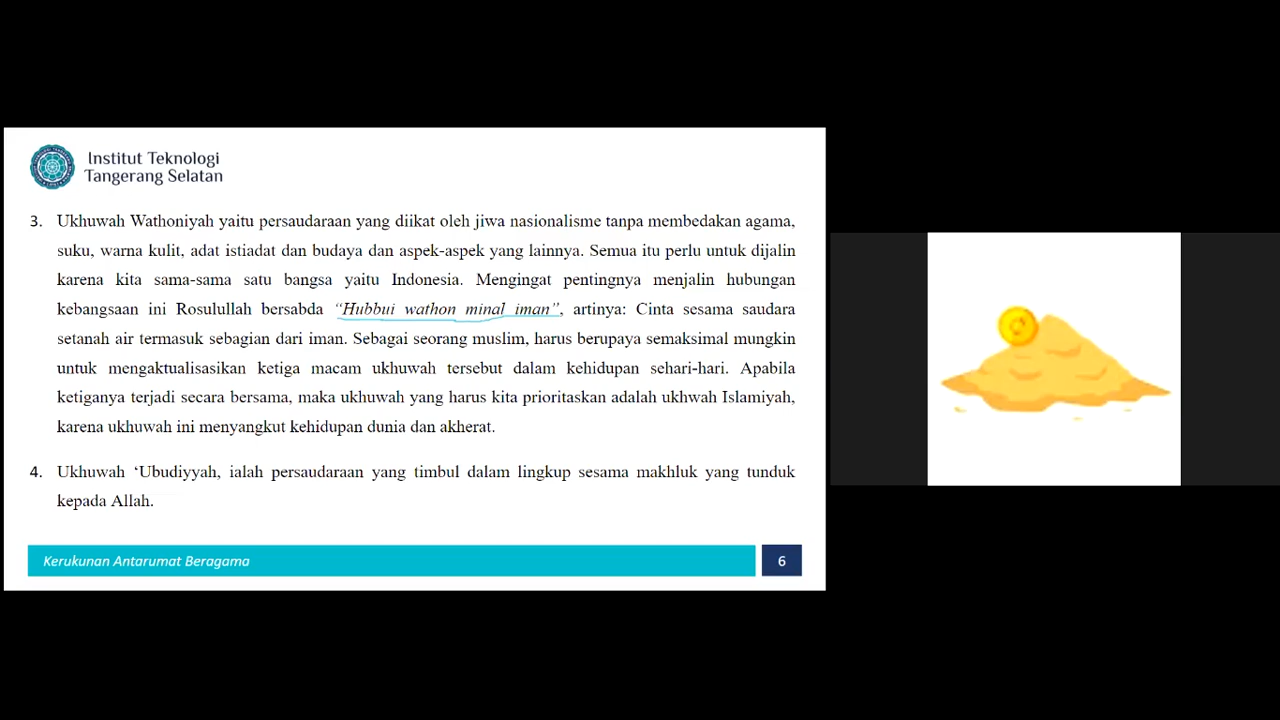 Institut Teknologi
Tangerang Selatan
3. Ukhuwah Wathoniyah yaitu persaudaraan yang diikat oleh jiwa nasionalisme tanpa membedakan agama,
suku, warna kulit, adat istiadat dan budaya dan aspek-aspek yang lainnya. Semua itu perlu untuk dijalin
karena kita sama-sama satu bangsa yaitu Indonesia. Mengingat pentingnya menjalin hubungan
kebangsaan ini Rosulullah bersabda “Hubbui wathon minal iman”, artinya: Cinta sesama saudara
setanah air termasuk sebagian dari iman. Sebagai seorang muslim, harus berupaya semaksimal mungkin
untuk mengaktualisasikan ketiga macam ukhuwah tersebut dalam kehidupan sehari-hari. Apabila
ketiganya terjadi secara bersama, maka ukhuwah yang harus kita prioritaskan adalah ukhwah Islamiyah,
karena ukhuwah ini menyangkut kehidupan dunia dan akherat.
4. Ukhuwah ‘Ubudiyyah, ialah persaudaraan yang timbul dalam lingkup sesama makhluk yang tunduk
kepada Allah.
Kerukunan Antarumat Beragama
6